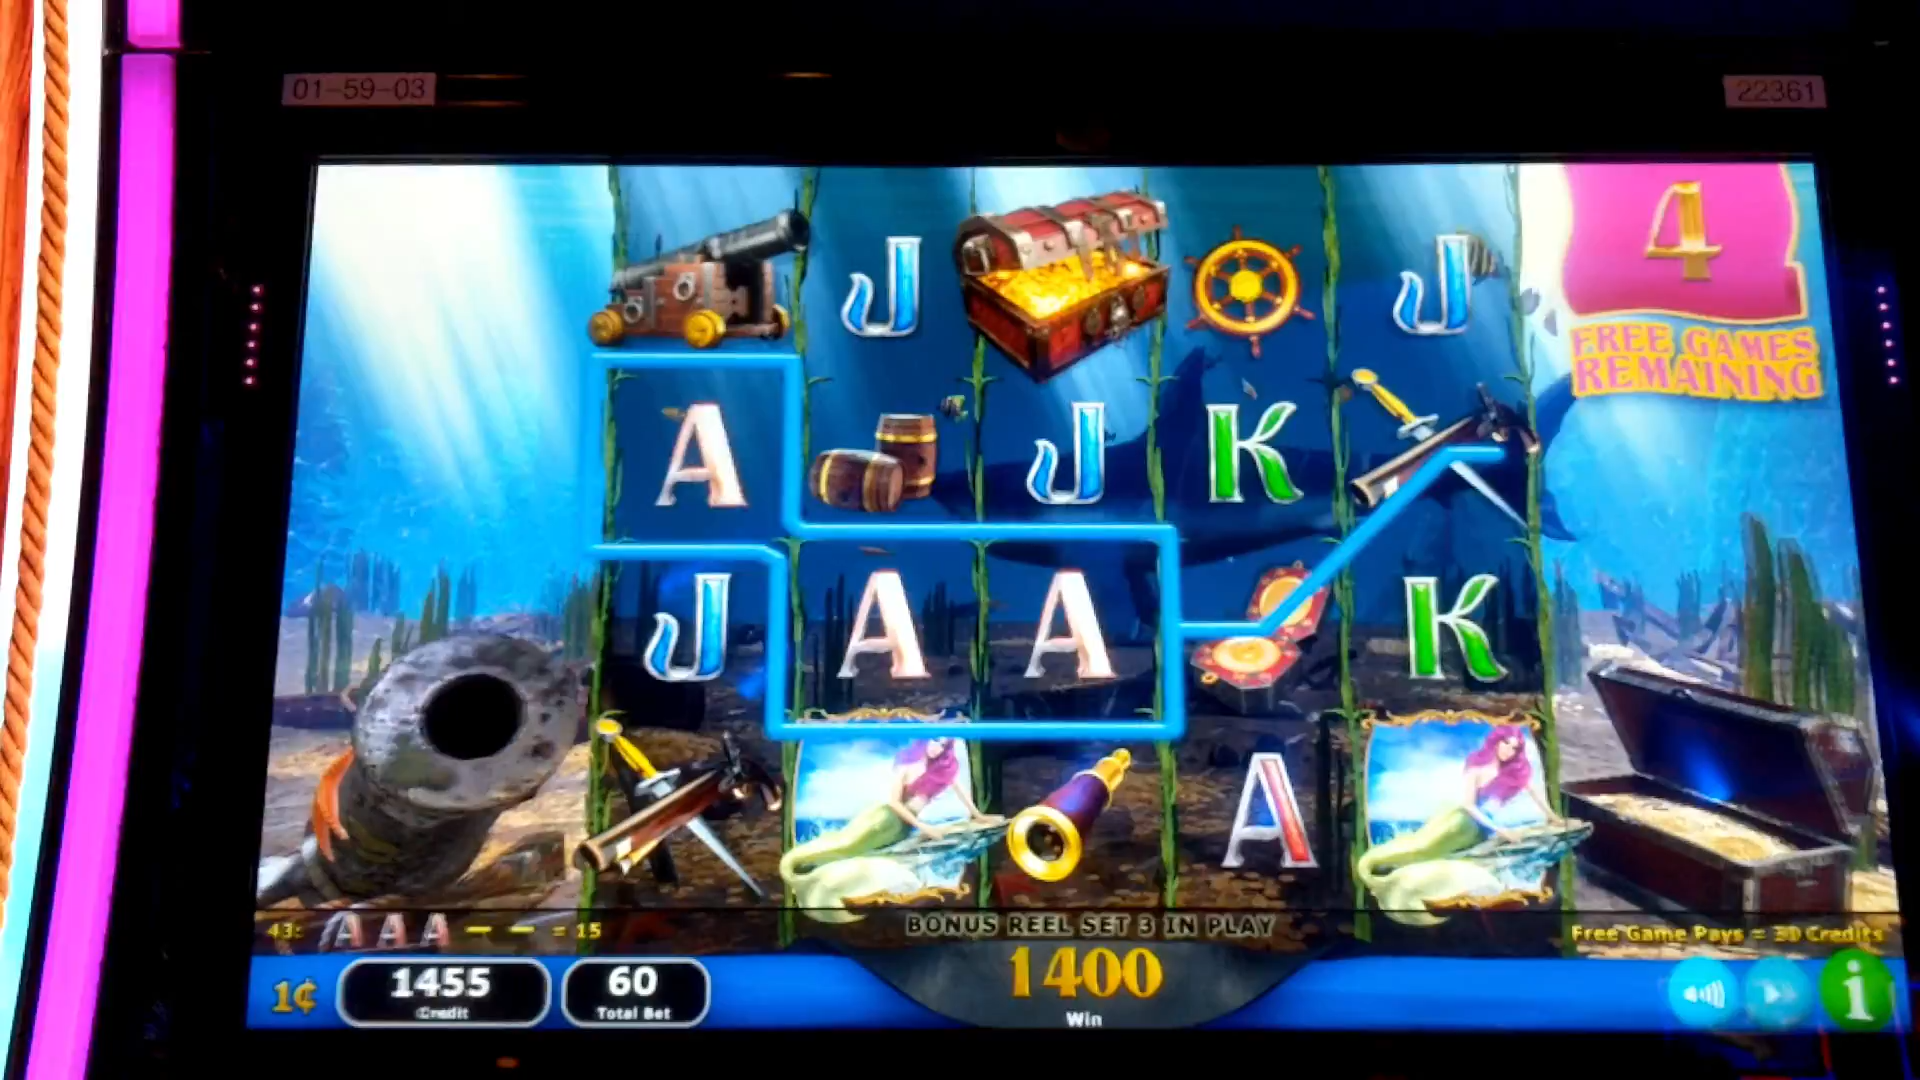 01-59-03
22361
4
FREE GAMES
REMAINING
J
J
A
J
K
J
A
A
K
A
43: A A A — — = 15
BONUS REEL SET 3 IN PLAY
Free Game Pays = 30 Credits
1¢
1455
Credit
60
Total Bet
1400
Win
i